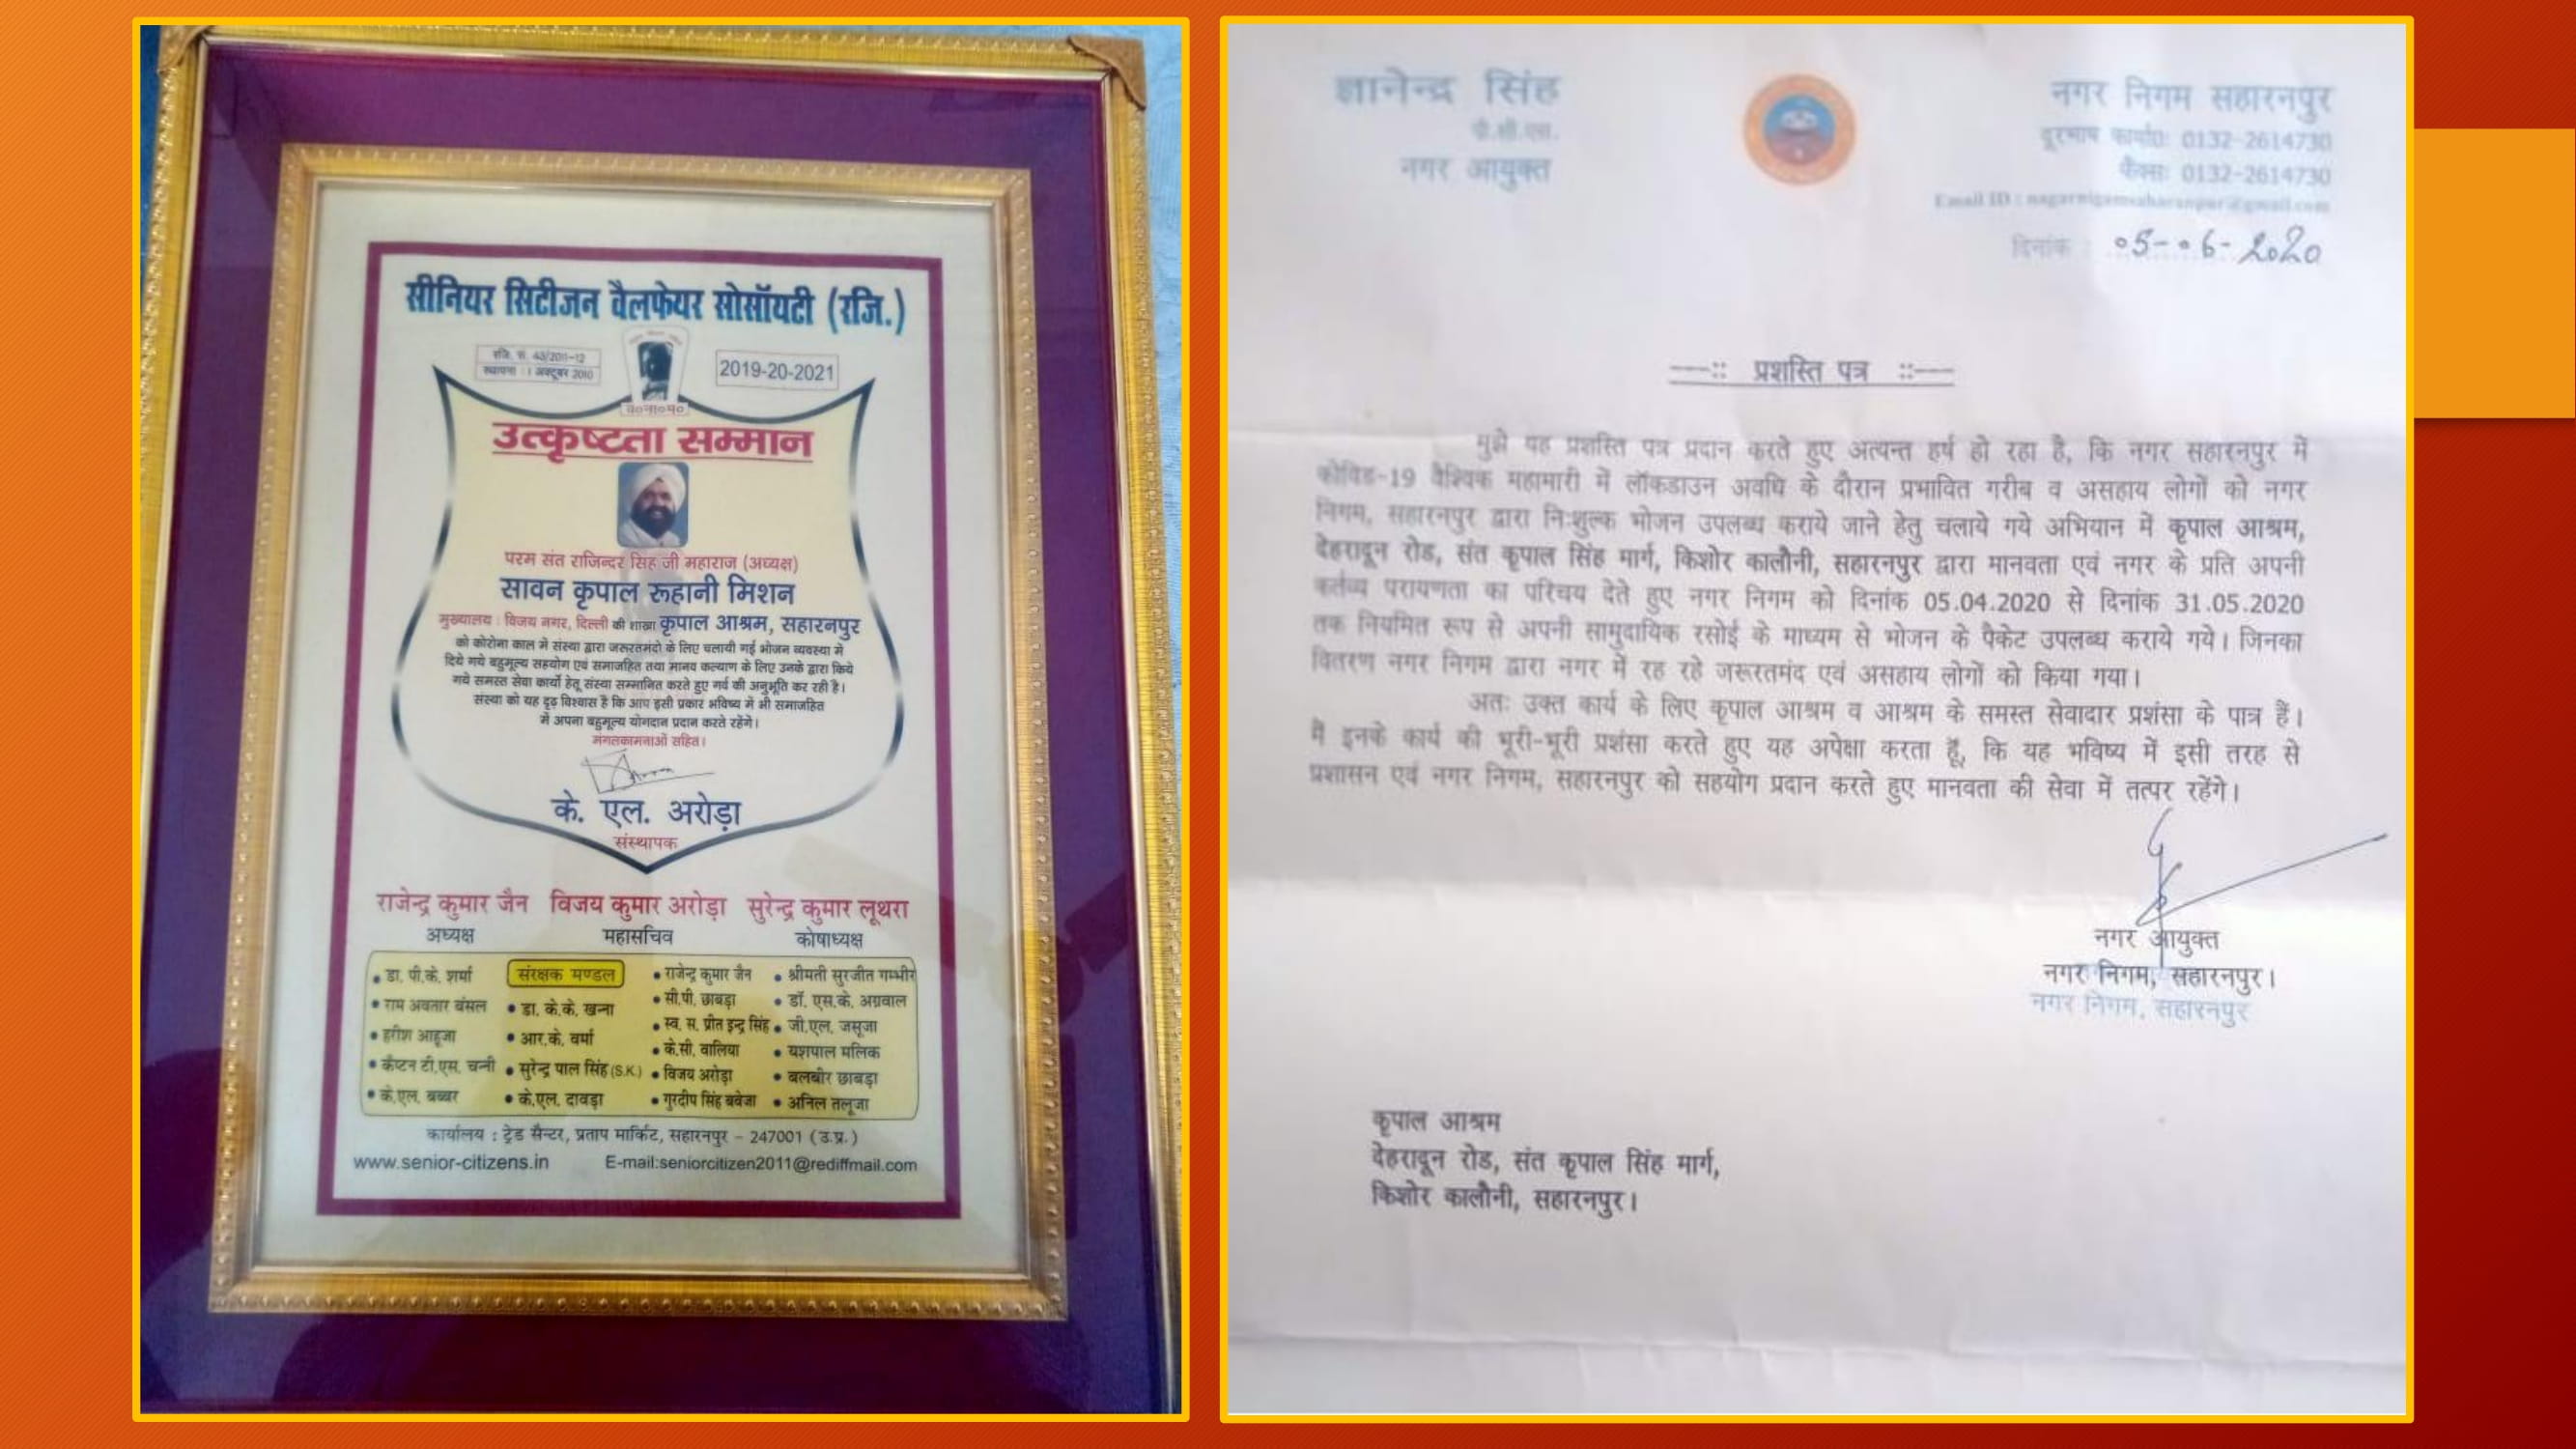 सीनियर सिटीजन वैलफेयर सोसॉयटी (रजि.)
रजि. स. 43/2011-12
स्थापना : 1 अक्टूबर 2010
2019-20-2021
उत्कृष्टता सम्मान
परम संत राजिन्दर सिंह जी महाराज (अध्यक्ष)
सावन कृपाल रूहानी मिशन
मुख्यालय : विजय नगर, दिल्ली की शाखा कृपाल आश्रम, सहारनपुर
को कोरोना काल मे संस्था द्वारा जरूरतमंदो के लिए चलायी गई भोजन व्यवस्था मे
दिये गये बहुमूल्य सहयोग एवं समाजहित तथा मानव कल्याण के लिए उनके द्वारा किये
गये समस्त सेवा कार्यो हेतू संस्था सम्मानित करते हुए गर्व की अनुभूति कर रही है।
संस्था को यह दृढ़ विश्वास है कि आप इसी प्रकार भविष्य में भी समाजहित
मे अपना बहुमूल्य योगदान प्रदान करते रहेंगे।
मंगलकामनाओं सहित।
के. एल. अरोड़ा
संस्थापक
राजेन्द्र कुमार जैन विजय कुमार अरोड़ा सुरेन्द्र कुमार लूथरा
अध्यक्ष महासचिव कोषाध्यक्ष
संरक्षक मण्डल
• डा. पी.के. शर्मा
• राम अवतार बंसल
• हरीश आहूजा
• कैप्टन टी.एस. चन्नी
• के.एल. बब्बर
• डा. के.के. खन्ना
• आर.के. वर्मा
• सुरेन्द्र पाल सिंह (S.K.)
• के.एल. दावड़ा
• राजेन्द्र कुमार जैन
• सी.पी. छाबड़ा
• स्व. स. प्रीत इन्द्र सिंह
• के.सी. वालिया
• विजय अरोड़ा
• गुरदीप सिंह बवेजा
• श्रीमती सुरजीत गम्भीर
• डॉ. एस.के. अग्रवाल
• जी.एल. जसूजा
• यशपाल मलिक
• बलबीर छाबड़ा
• अनिल तलूजा
कार्यालय : ट्रेड सैन्टर, प्रताप मार्किट, सहारनपुर - 247001 (उ.प्र.)
www.senior-citizens.in E-mail:seniorcitizen2011@rediffmail.com
ज्ञानेन्द्र सिंह
पी.सी.एस.
नगर आयुक्त
नगर निगम सहारनपुर
दूरभाष कार्या0: 0132-2614730
फैक्स: 0132-2614730
Email ID : nagarnigamsaharanpur@gmail.com
दिनांक : 05-06-2020
---:: प्रशस्ति पत्र ::---
मुझे यह प्रशस्ति पत्र प्रदान करते हुए अत्यन्त हर्ष हो रहा है, कि नगर सहारनपुर में
कोविड-19 वैश्विक महामारी में लॉकडाउन अवधि के दौरान प्रभावित गरीब व असहाय लोगों को नगर
निगम, सहारनपुर द्वारा निःशुल्क भोजन उपलब्ध कराये जाने हेतु चलाये गये अभियान में कृपाल आश्रम,
देहरादून रोड, संत कृपाल सिंह मार्ग, किशोर कालौनी, सहारनपुर द्वारा मानवता एवं नगर के प्रति अपनी
कर्तव्य परायणता का परिचय देते हुए नगर निगम को दिनांक 05.04.2020 से दिनांक 31.05.2020
तक नियमित रूप से अपनी सामुदायिक रसोई के माध्यम से भोजन के पैकेट उपलब्ध कराये गये। जिनका
वितरण नगर निगम द्वारा नगर में रह रहे जरूरतमंद एवं असहाय लोगों को किया गया।
अतः उक्त कार्य के लिए कृपाल आश्रम व आश्रम के समस्त सेवादार प्रशंसा के पात्र हैं।
मैं इनके कार्य की भूरी-भूरी प्रशंसा करते हुए यह अपेक्षा करता हूँ, कि यह भविष्य में इसी तरह से
प्रशासन एवं नगर निगम, सहारनपुर को सहयोग प्रदान करते हुए मानवता की सेवा में तत्पर रहेंगे।
नगर आयुक्त
नगर निगम, सहारनपुर।
नगर निगम, सहारनपुर
कृपाल आश्रम
देहरादून रोड, संत कृपाल सिंह मार्ग,
किशोर कालौनी, सहारनपुर।